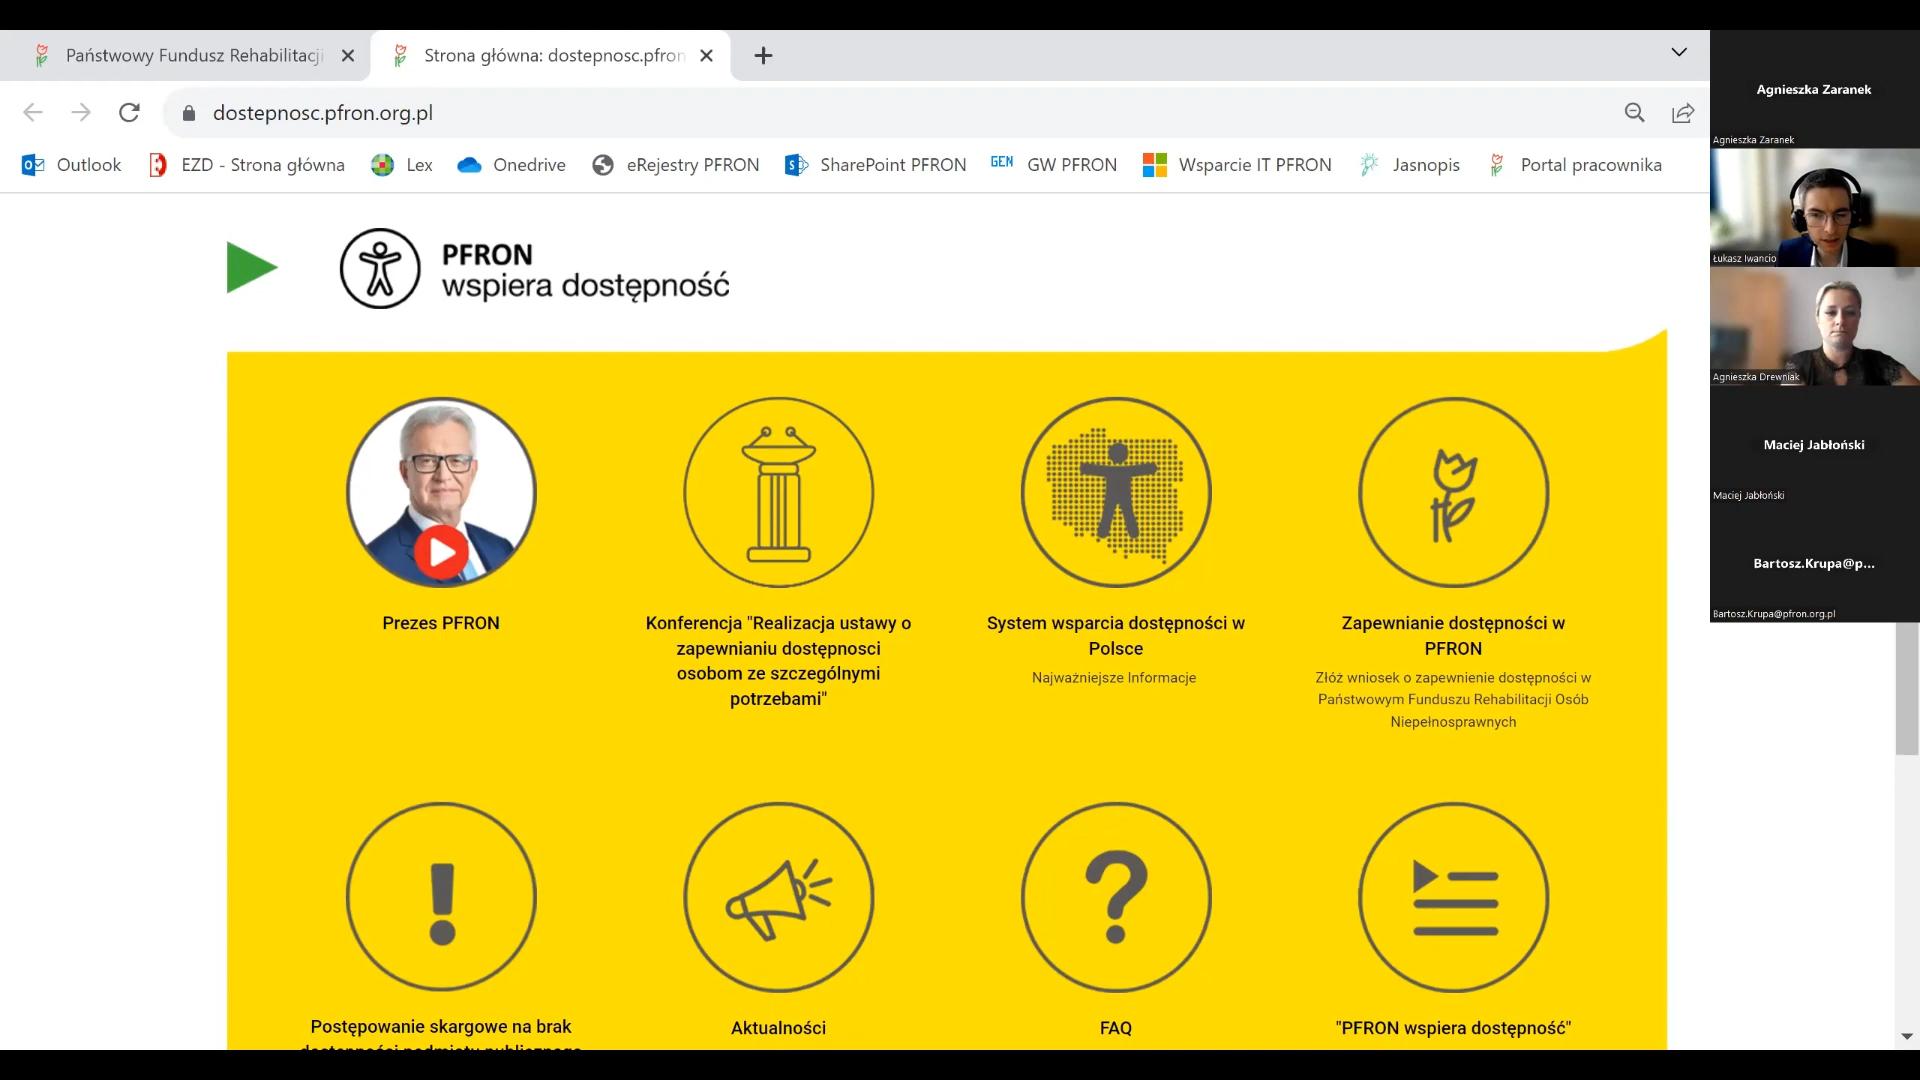 Państwowy Fundusz Rehabilitacji
Strona główna: dostepnosc.pfron
dostepnosc.pfron.org.pl
Outlook
EZD - Strona główna
Lex
Onedrive
eRejestry PFRON
SharePoint PFRON
GEN
GW PFRON
Wsparcie IT PFRON
Jasnopis
Portal pracownika
PFRON
wspiera dostępność
Prezes PFRON
Konferencja "Realizacja ustawy o
zapewnianiu dostępnosci
osobom ze szczególnymi
potrzebami"
System wsparcia dostępności w
Polsce
Najważniejsze Informacje
Zapewnianie dostępności w
PFRON
Złóż wniosek o zapewnienie dostępności w
Państwowym Funduszu Rehabilitacji Osób
Niepełnosprawnych
Postępowanie skargowe na brak
dostępności podmiotu publicznego
Aktualności
FAQ
"PFRON wspiera dostępność"
Agnieszka Zaranek
Agnieszka Zaranek
Łukasz Iwancio
Agnieszka Drewniak
Maciej Jabłoński
Maciej Jabłoński
Bartosz.Krupa@p...
Bartosz.Krupa@pfron.org.pl